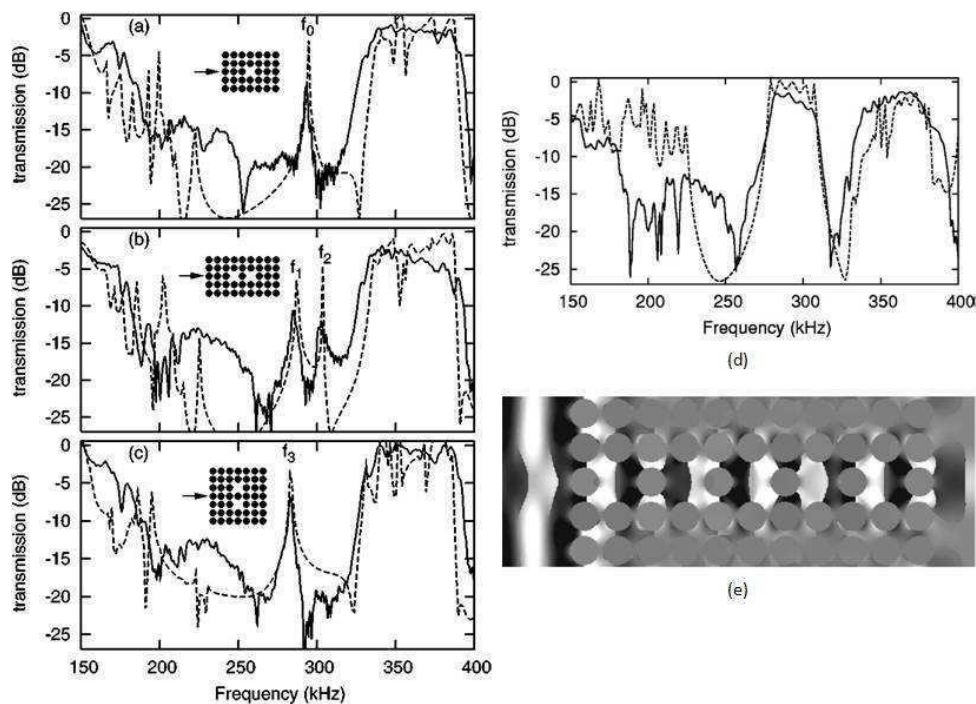 (a)
f0
transmission (dB)
0
-5
-10
-15
-20
-25
(b)
f1
f2
transmission (dB)
0
-5
-10
-15
-20
-25
(c)
f3
transmission (dB)
0
-5
-10
-15
-20
-25
150 200 250 300 350 400
Frequency (kHz)
transmission (dB)
0
-5
-10
-15
-20
-25
150 200 250 300 350 400
Frequency (kHz)
(d)
(e)